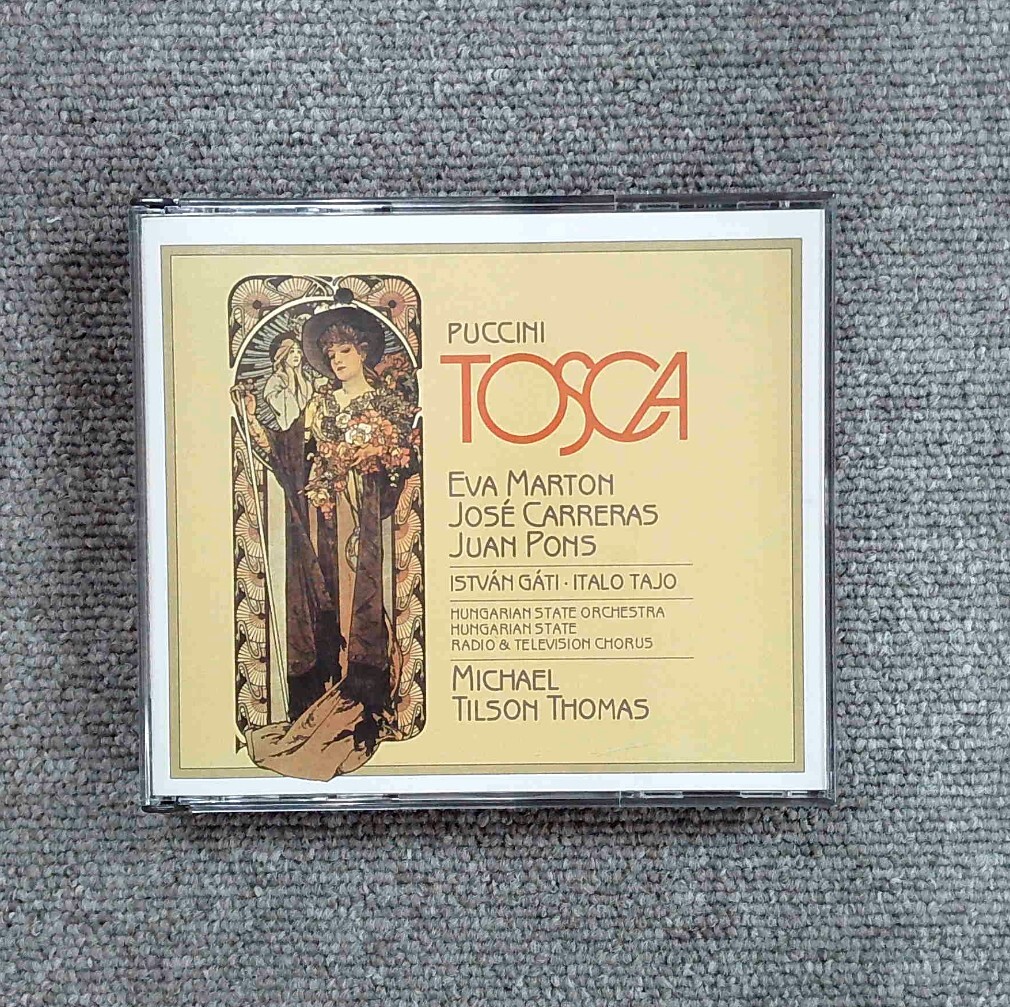 PUCCINI
TOSCA
EVA MARTON
JOSÉ CARRERAS
JUAN PONS
ISTVÁN GÁTI · ITALO TAJO
HUNGARIAN STATE ORCHESTRA
HUNGARIAN STATE
RADIO & TELEVISION CHORUS
MICHAEL
TILSON THOMAS